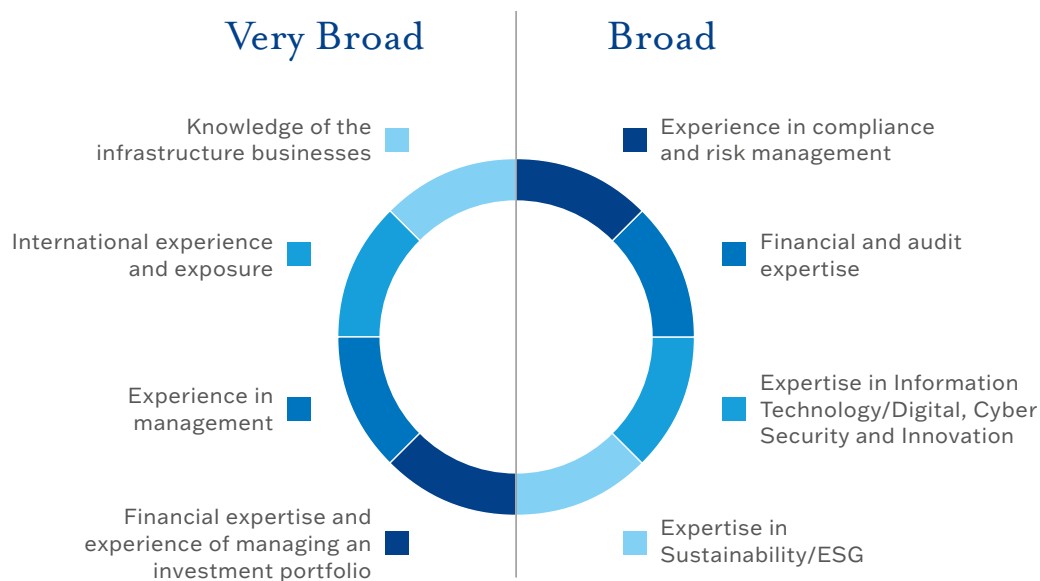 Very Broad
Knowledge of the
infrastructure businesses
International experience
and exposure
Experience in
management
Financial expertise and
experience of managing an
investment portfolio
Broad
Experience in compliance
and risk management
Financial and audit
expertise
Expertise in Information
Technology/Digital, Cyber
Security and Innovation
Expertise in
Sustainability/ESG